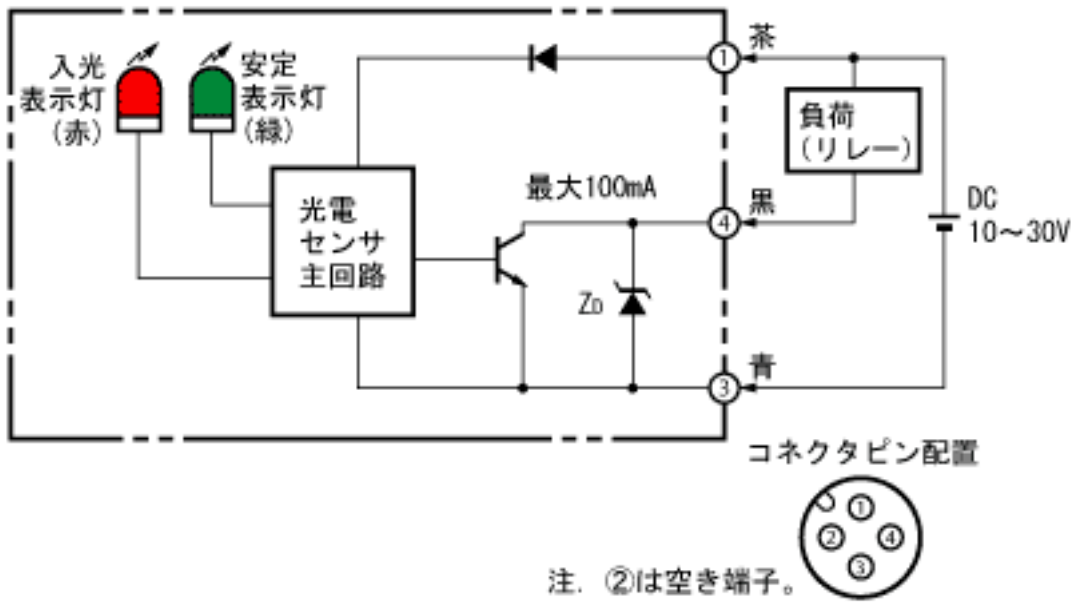 入光
表示灯
(赤)
安定
表示灯
(緑)
光電
センサ
主回路
最大100mA
ZD
①
茶
負荷
(リレー)
④
黒
DC
10～30V
③
青
コネクタピン配置
①
②
④
③
注. ②は空き端子。